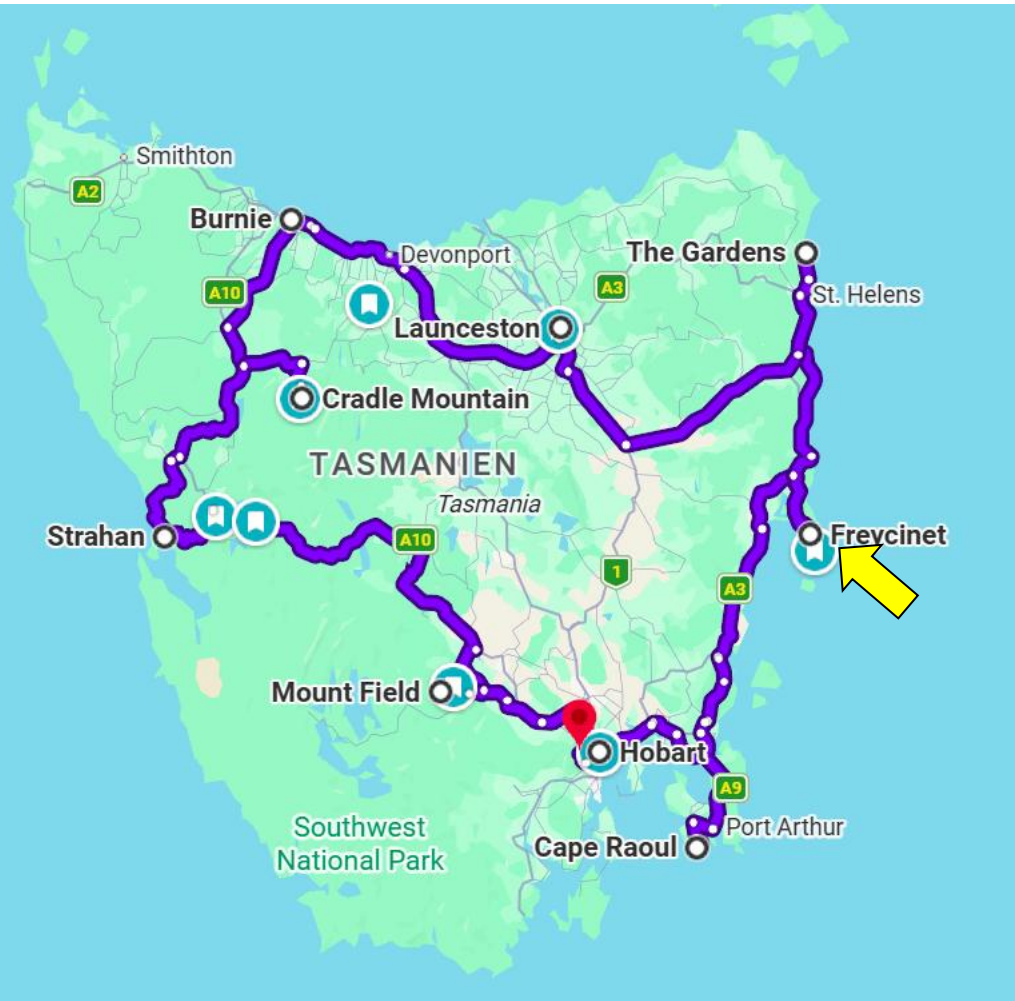 Smithton
A2
Burnie
Devonport
The Gardens
A10
A3
St. Helens
Launceston
Cradle Mountain
TASMANIEN
Tasmania
Strahan
A10
Freycinet
1
A3
Mount Field
Hobart
A9
Southwest
National Park
Port Arthur
Cape Raoul